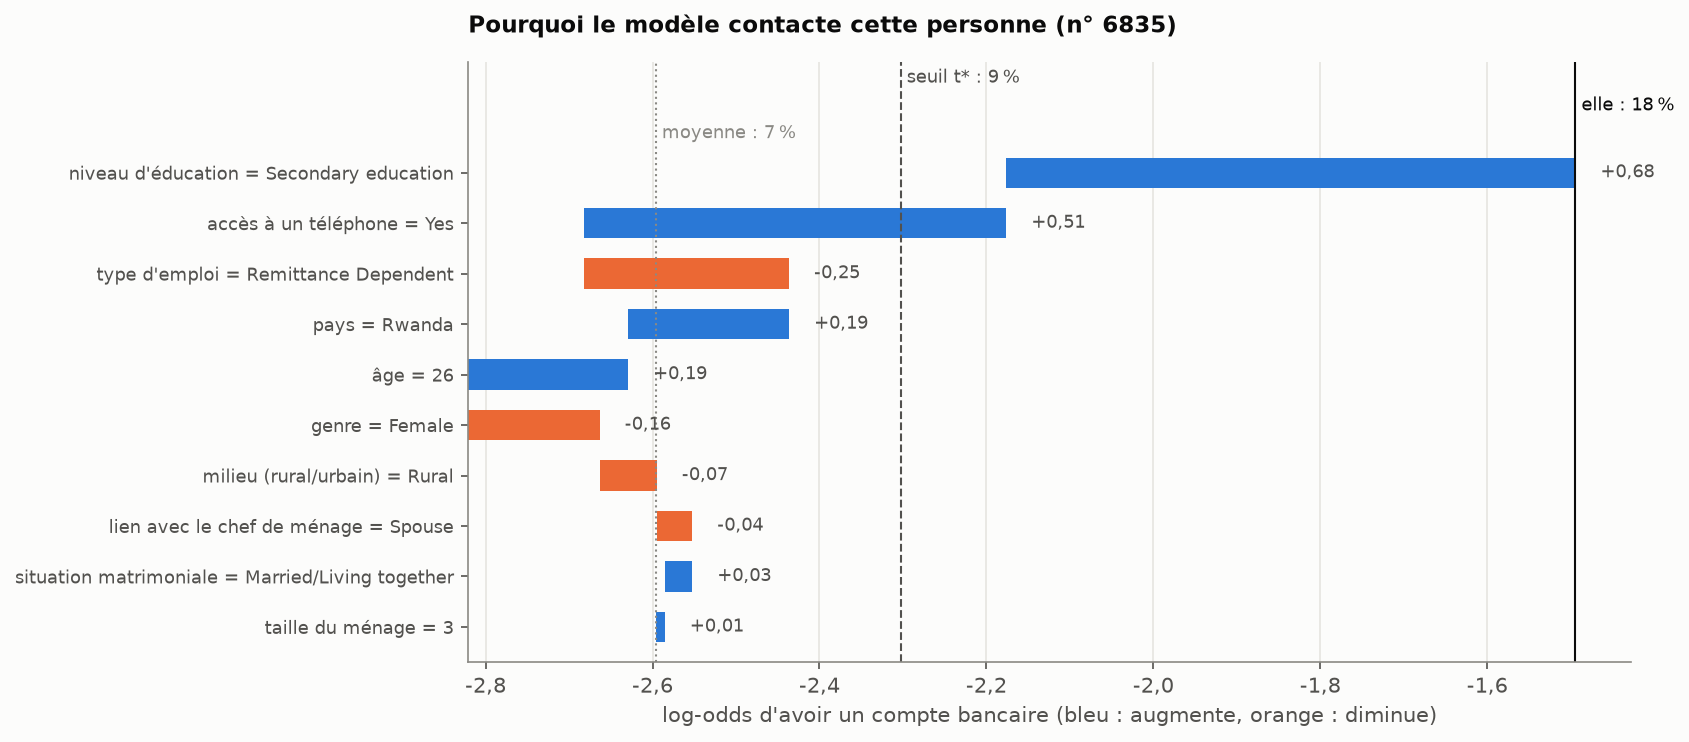 Pourquoi le modèle contacte cette personne (n° 6835)
seuil t* : 9 %
elle : 18 %
moyenne : 7 %
niveau d'éducation = Secondary education
+0,68
accès à un téléphone = Yes
+0,51
type d'emploi = Remittance Dependent
-0,25
pays = Rwanda
+0,19
âge = 26
+0,19
genre = Female
-0,16
milieu (rural/urbain) = Rural
-0,07
lien avec le chef de ménage = Spouse
-0,04
situation matrimoniale = Married/Living together
+0,03
taille du ménage = 3
+0,01
-2,8 -2,6 -2,4 -2,2 -2,0 -1,8 -1,6
log-odds d'avoir un compte bancaire (bleu : augmente, orange : diminue)